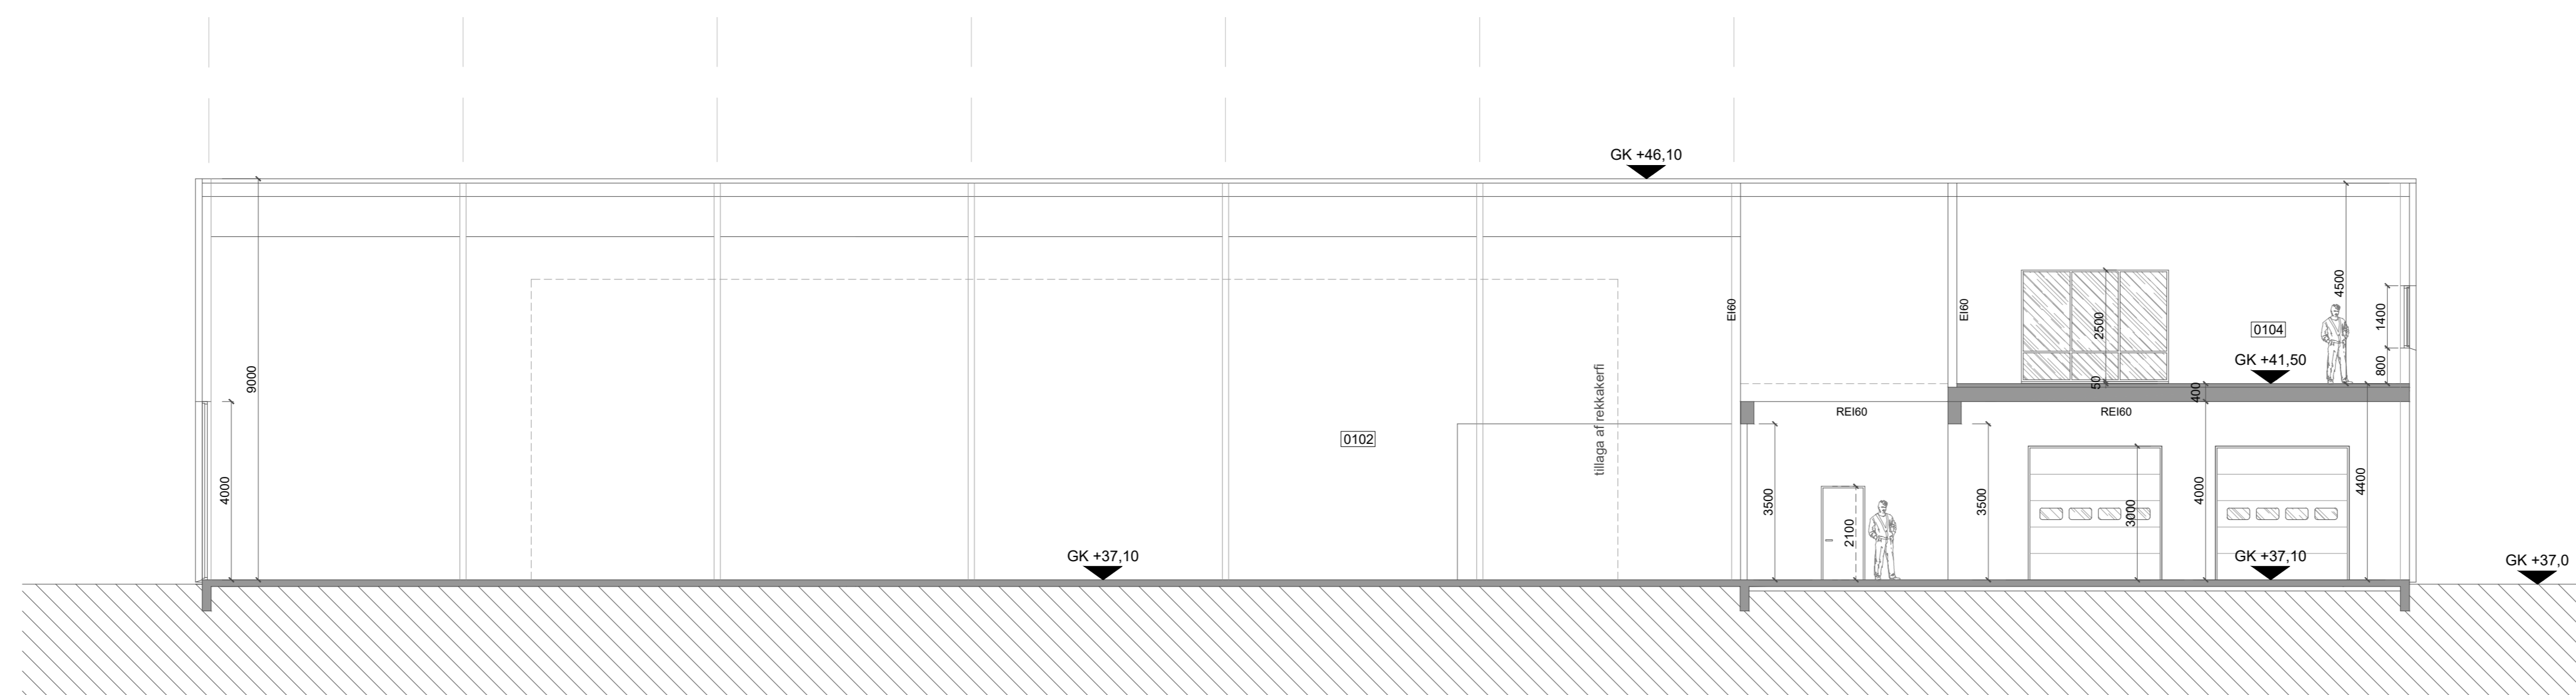 GK +46,10
9000
4000
GK +37,10
0102
tillaga af rekkakerfi
EI60
EI60
2500
50
0104
GK +41,50
4500
1400
800
400
REI60
REI60
3500
2100
3500
3000
4000
4400
GK +37,10
GK +37,0